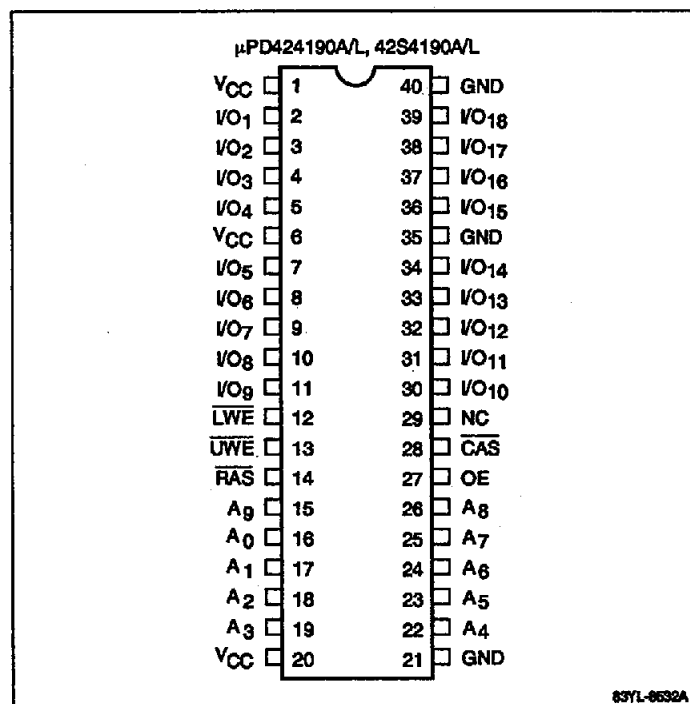 μPD424190A/L, 42S4190A/L
VCC 1 40 GND
I/O1 2 39 I/O18
I/O2 3 38 I/O17
I/O3 4 37 I/O16
I/O4 5 36 I/O15
VCC 6 35 GND
I/O5 7 34 I/O14
I/O6 8 33 I/O13
I/O7 9 32 I/O12
I/O8 10 31 I/O11
I/O9 11 30 I/O10
L̅W̅E̅ 12 29 NC
U̅W̅E̅ 13 28 C̅A̅S̅
R̅A̅S̅ 14 27 OE
A9 15 26 A8
A0 16 25 A7
A1 17 24 A6
A2 18 23 A5
A3 19 22 A4
VCC 20 21 GND
83YL-8532A